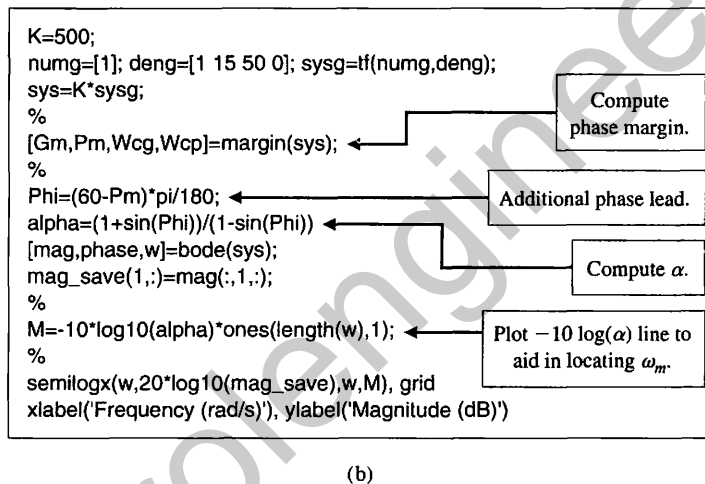 K=500;
numg=[1]; deng=[1 15 50 0]; sysg=tf(numg,deng);
sys=K*sysg;
%
[Gm,Pm,Wcg,Wcp]=margin(sys);
%
Phi=(60-Pm)*pi/180;
alpha=(1+sin(Phi))/(1-sin(Phi))
[mag,phase,w]=bode(sys);
mag_save(1,:)=mag(:,1,:);
%
M=-10*log10(alpha)*ones(length(w),1);
%
semilogx(w,20*log10(mag_save),w,M), grid
xlabel('Frequency (rad/s)'), ylabel('Magnitude (dB)')
Compute
phase margin.
Additional phase lead.
Compute α.
Plot −10 log(α) line to
aid in locating ωm.
(b)
rolenginee